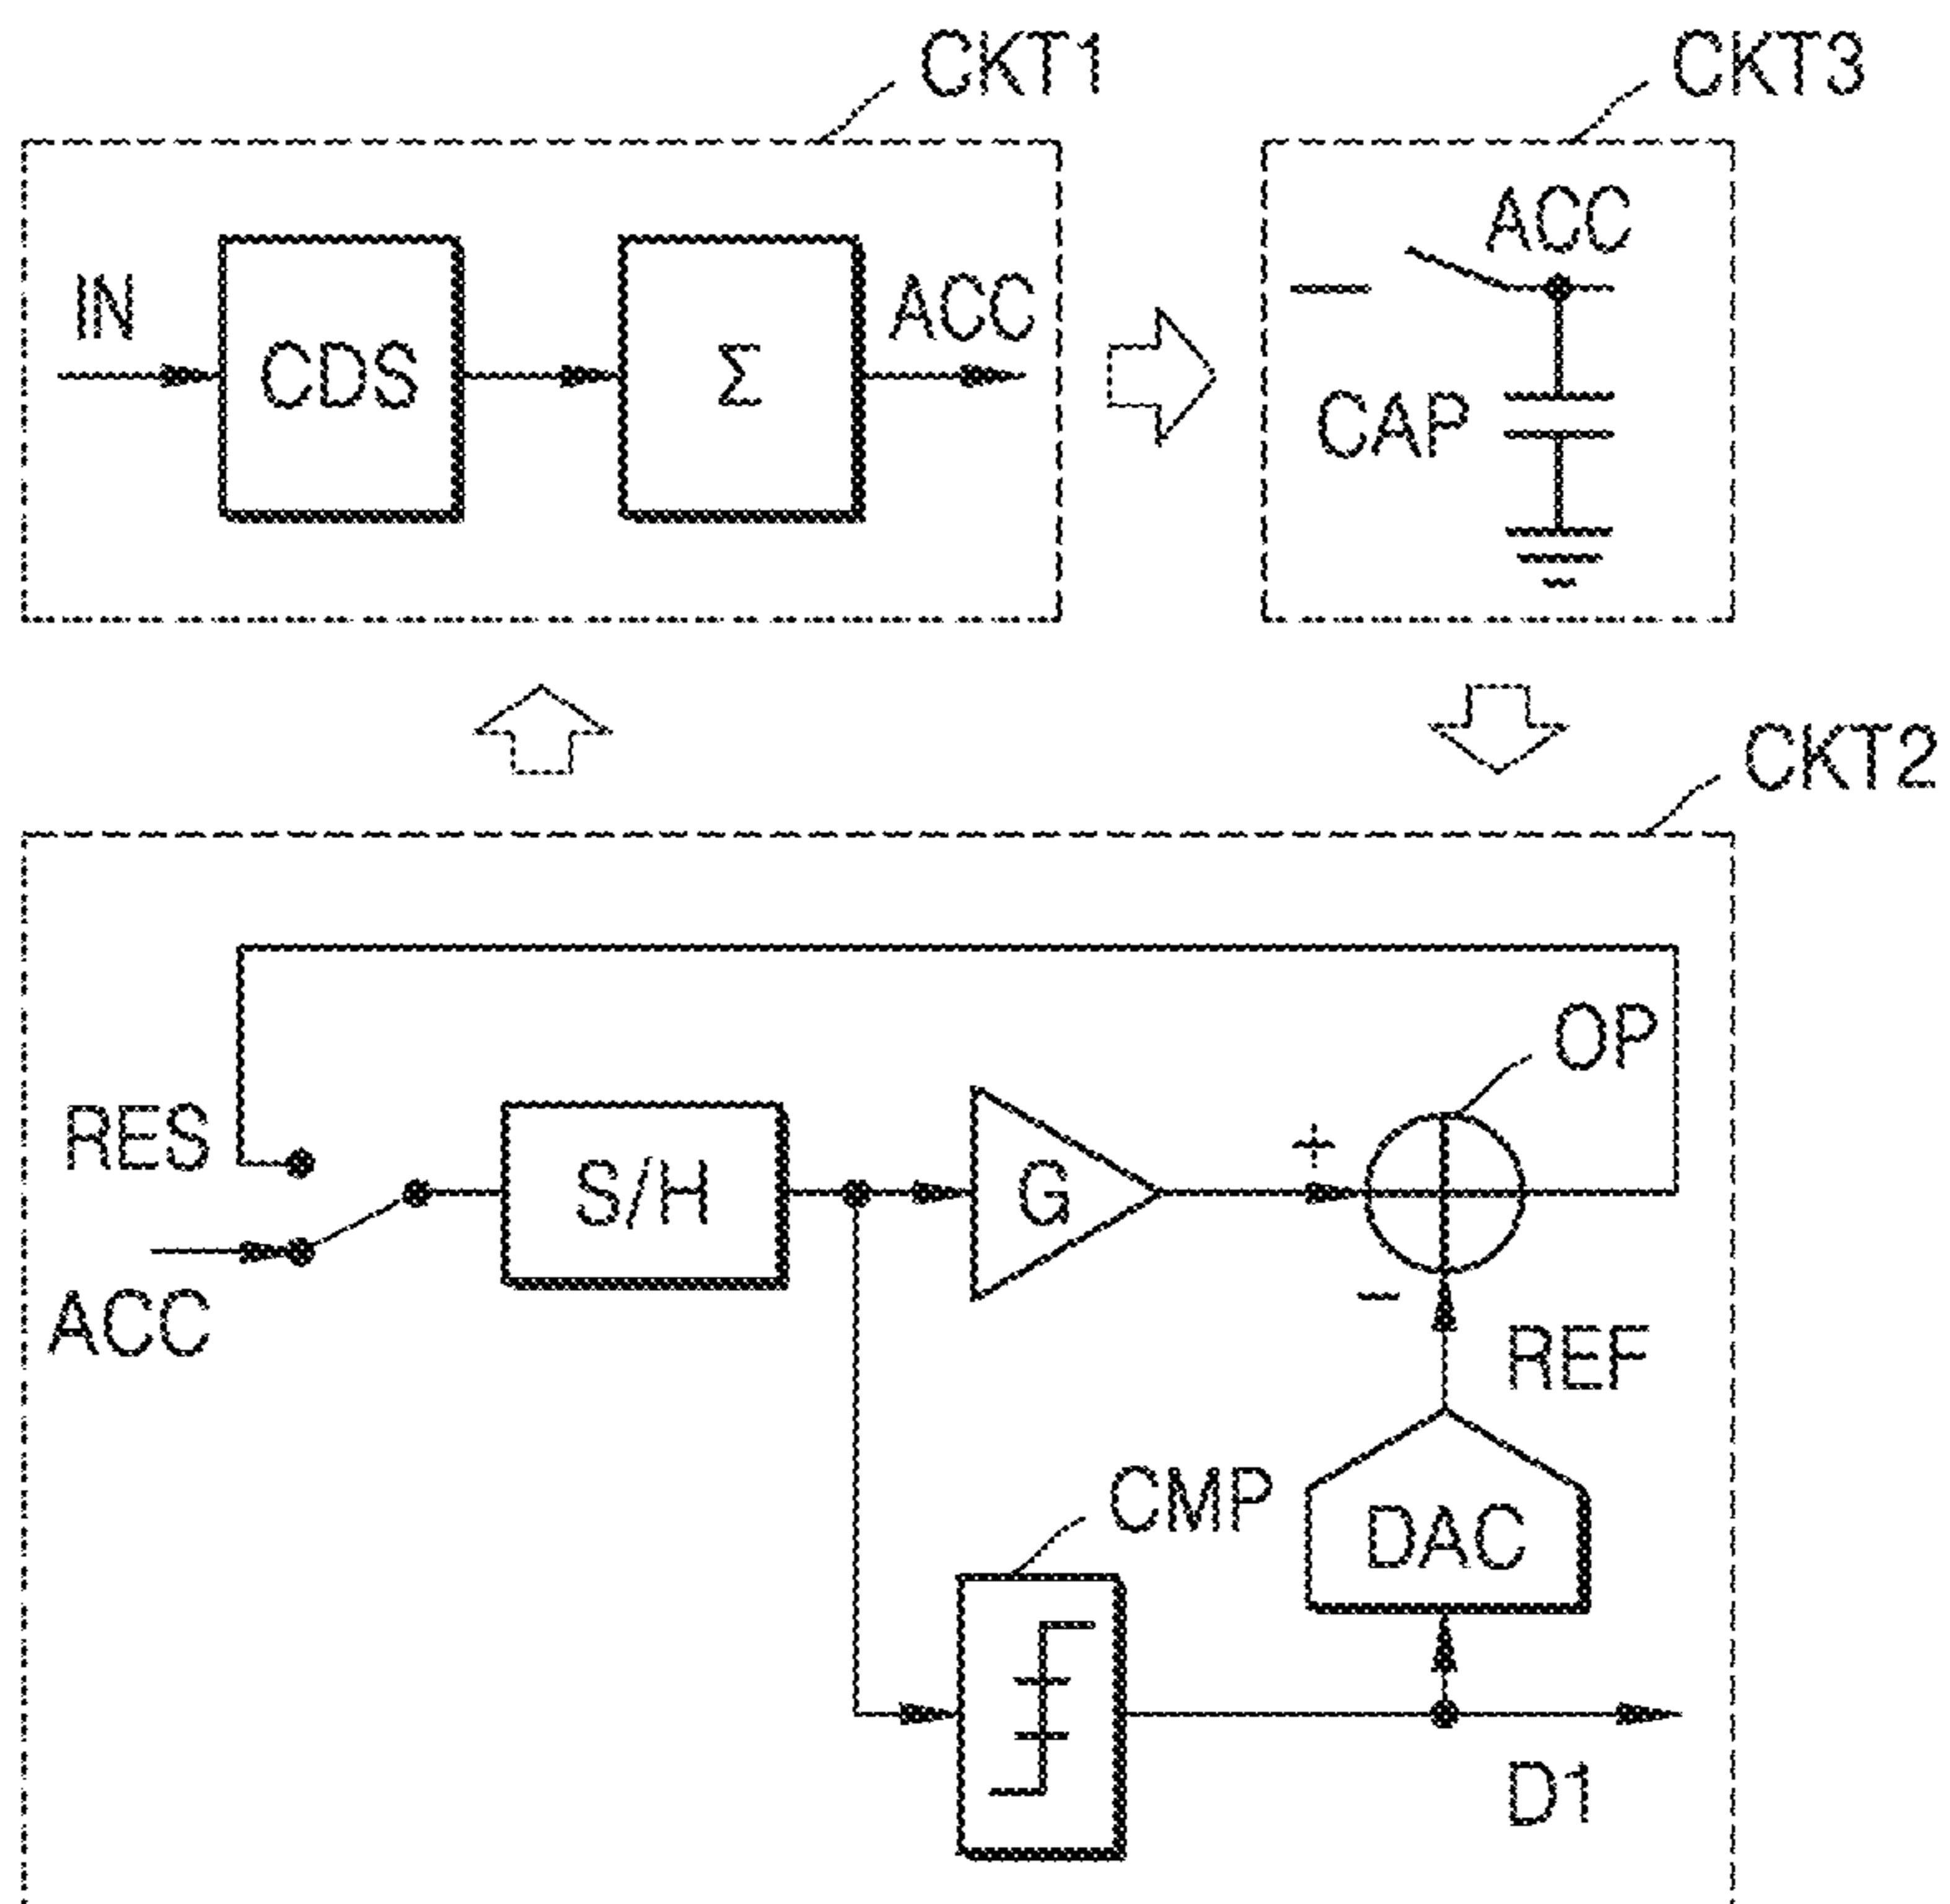 CKT1
CKT3
IN
CDS
Σ
ACC
ACC
CAP
CKT2
OP
RES
S/H
G
+
ACC
−
REF
CMP
DAC
D1